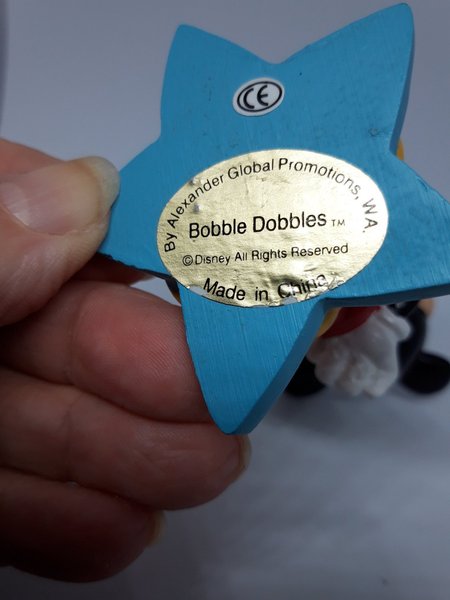 CE
By Alexander Global Promotions, WA.
Bobble Dobbles TM
© Disney All Rights Reserved
Made in China